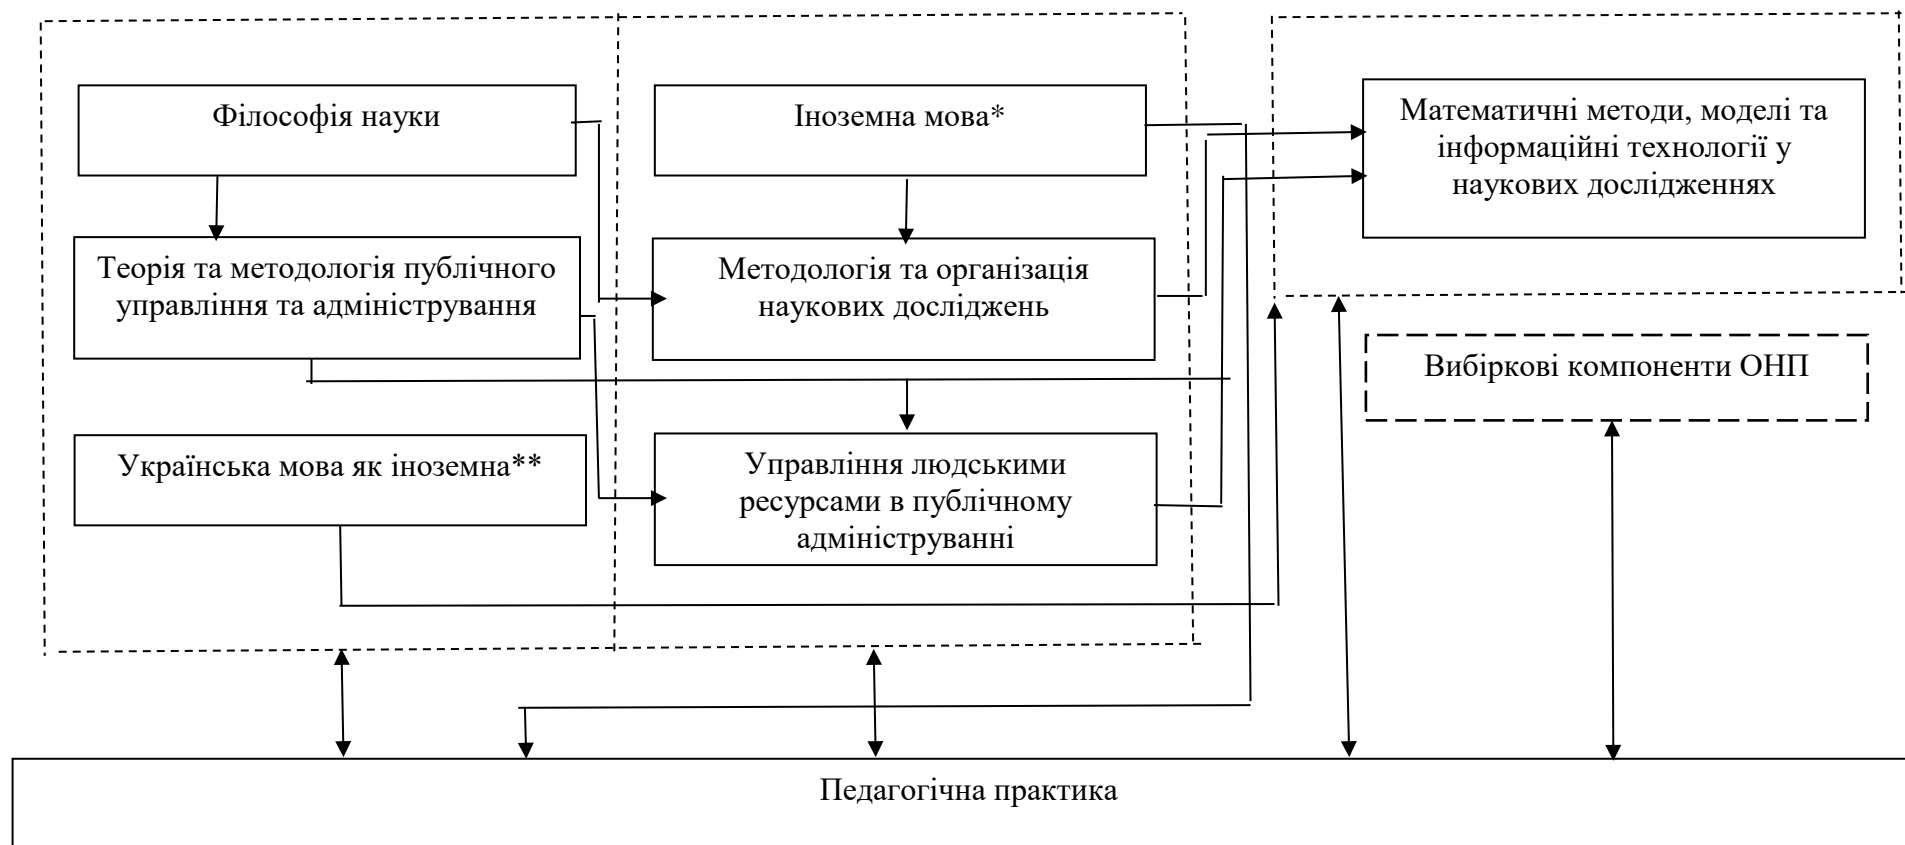 Філософія науки
Іноземна мова*
Математичні методи, моделі та
інформаційні технології у
наукових дослідженнях
Теорія та методологія публічного
управління та адміністрування
Методологія та організація
наукових досліджень
Вибіркові компоненти ОНП
Українська мова як іноземна**
Управління людськими
ресурсами в публічному
адмініструванні
Педагогічна практика